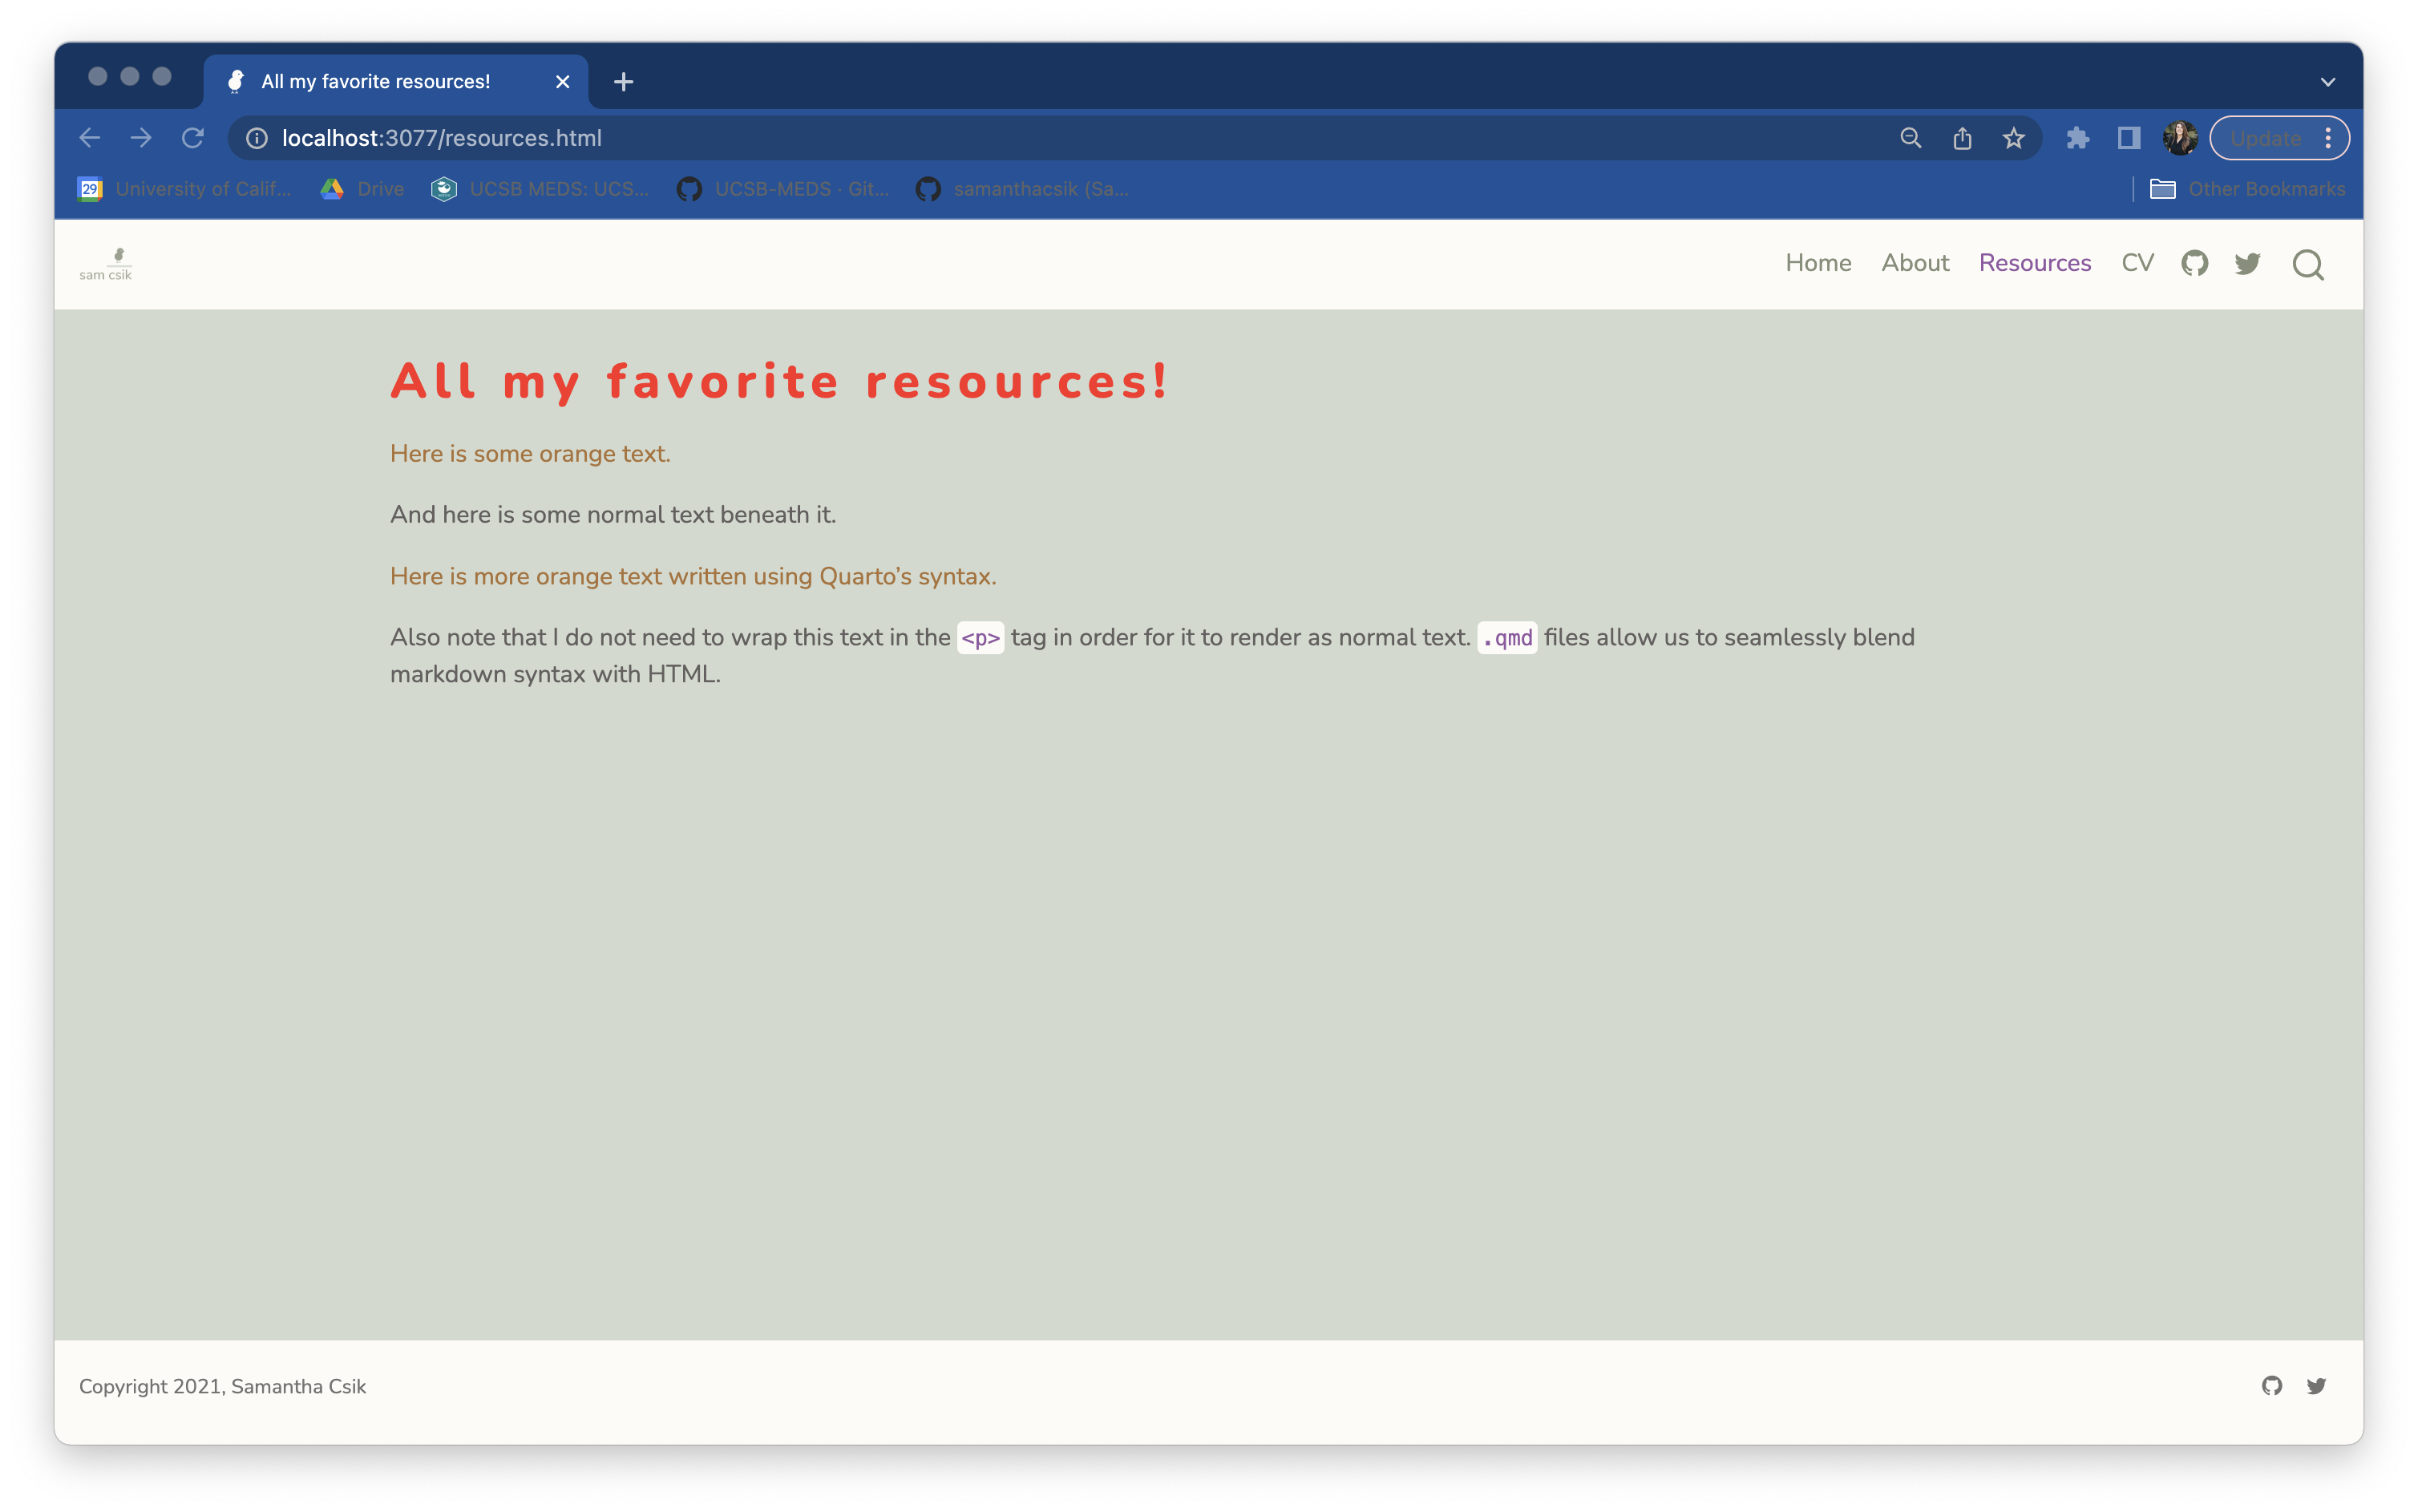 All my favorite resources!
localhost:3077/resources.html
Update
29
University of Calif...
Drive
UCSB MEDS: UCS...
UCSB-MEDS · Git...
samanthacsik (Sa...
Other Bookmarks
sam csik
Home About Resources CV
All my favorite resources!
Here is some orange text.
And here is some normal text beneath it.
Here is more orange text written using Quarto’s syntax.
Also note that I do not need to wrap this text in the <p> tag in order for it to render as normal text. .qmd files allow us to seamlessly blend
markdown syntax with HTML.
Copyright 2021, Samantha Csik